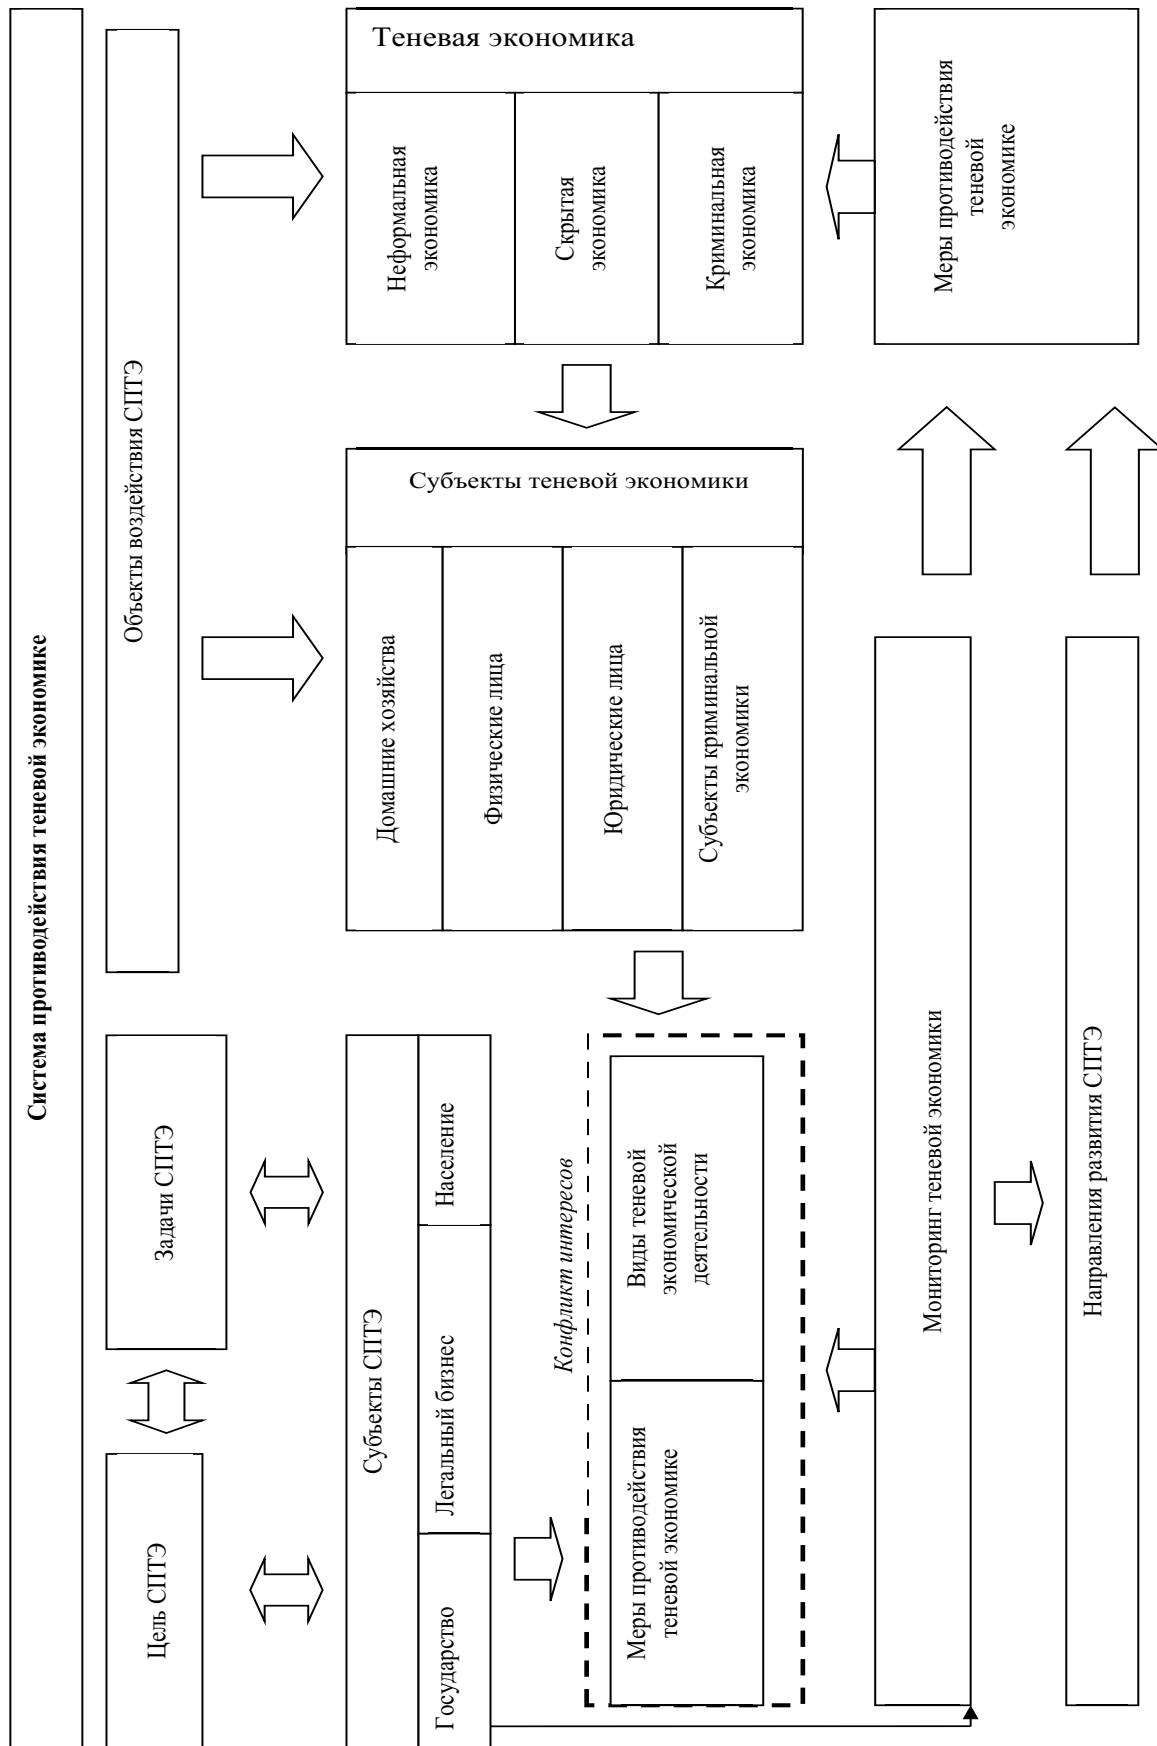 Система противодействия теневой экономике
Цель СПТЭ
Задачи СПТЭ
Объекты воздействия СПТЭ
Субъекты СПТЭ
Государство
Легальный бизнес
Население
Субъекты теневой экономики
Домашние хозяйства
Физические лица
Юридические лица
Субъекты криминальной
экономики
Теневая экономика
Неформальная
экономика
Скрытая
экономика
Криминальная
экономика
Конфликт интересов
Меры противодействия
теневой экономике
Виды теневой
экономической
деятельности
Мониторинг теневой экономики
Меры противодействия
теневой
экономике
Направления развития СПТЭ